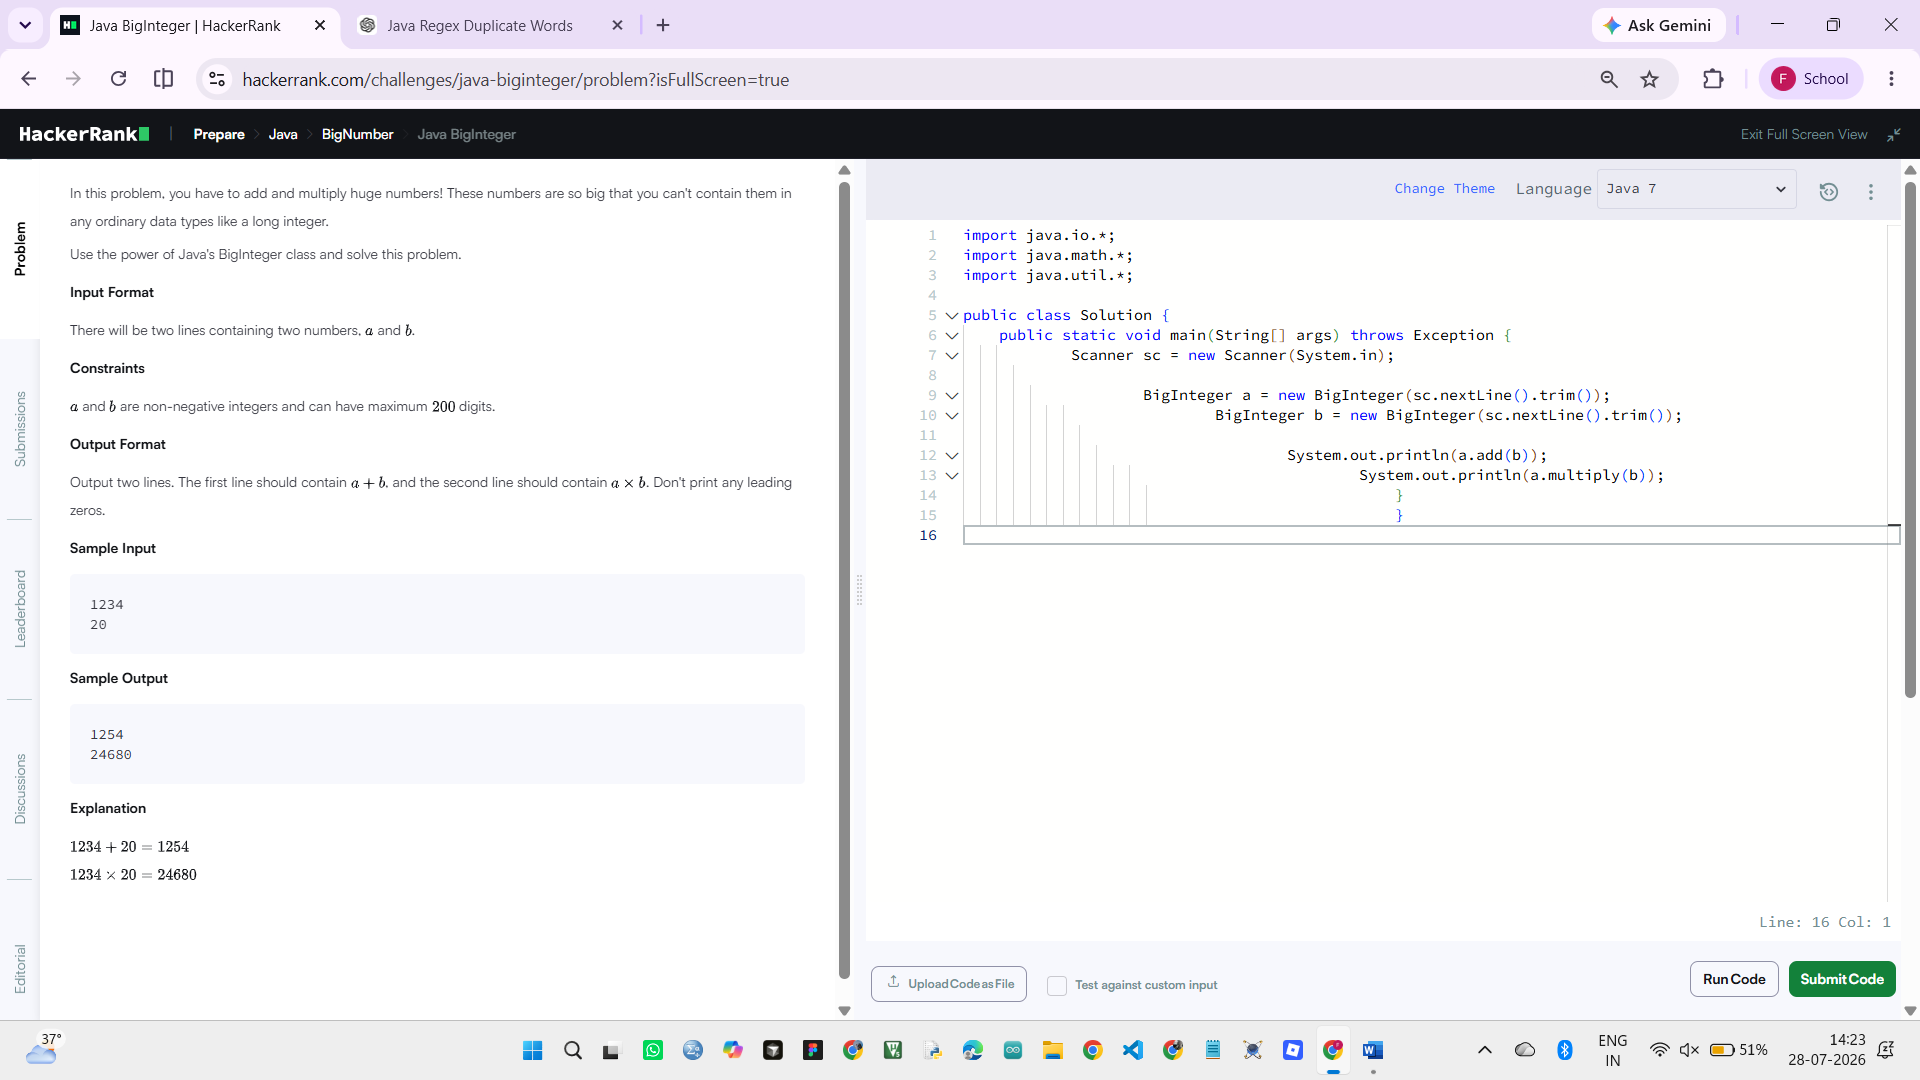 Java BigInteger | HackerRank
Java Regex Duplicate Words
Ask Gemini
hackerrank.com/challenges/java-biginteger/problem?isFullScreen=true
F
School
HackerRank
Prepare
Java
BigNumber
Java BigInteger
Exit Full Screen View
Problem
Submissions
Leaderboard
Discussions
Editorial
In this problem, you have to add and multiply huge numbers! These numbers are so big that you can't contain them in
any ordinary data types like a long integer.
Use the power of Java's BigInteger class and solve this problem.
Input Format
There will be two lines containing two numbers, a and b.
Constraints
a and b are non-negative integers and can have maximum 200 digits.
Output Format
Output two lines. The first line should contain a + b, and the second line should contain a × b. Don't print any leading
zeros.
Sample Input
1234
20
Sample Output
1254
24680
Explanation
1234 + 20 = 1254
1234 × 20 = 24680
Change Theme
Language
Java 7
1 import java.io.*;
2 import java.math.*;
3 import java.util.*;
4
5 public class Solution {
6 public static void main(String[] args) throws Exception {
7 Scanner sc = new Scanner(System.in);
8
9 BigInteger a = new BigInteger(sc.nextLine().trim());
10 BigInteger b = new BigInteger(sc.nextLine().trim());
11
12 System.out.println(a.add(b));
13 System.out.println(a.multiply(b));
14 }
15 }
16
Line: 16 Col: 1
Upload Code as File
Test against custom input
Run Code
Submit Code
37°
ENG
IN
51%
14:23
28-07-2026